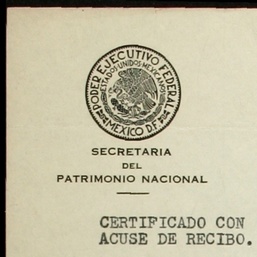 PODER EJECUTIVO FEDERAL
ESTADOS UNIDOS MEXICANOS
MEXICO D.F.
SECRETARIA
DEL
PATRIMONIO NACIONAL
CERTIFICADO CON
ACUSE DE RECIBO.